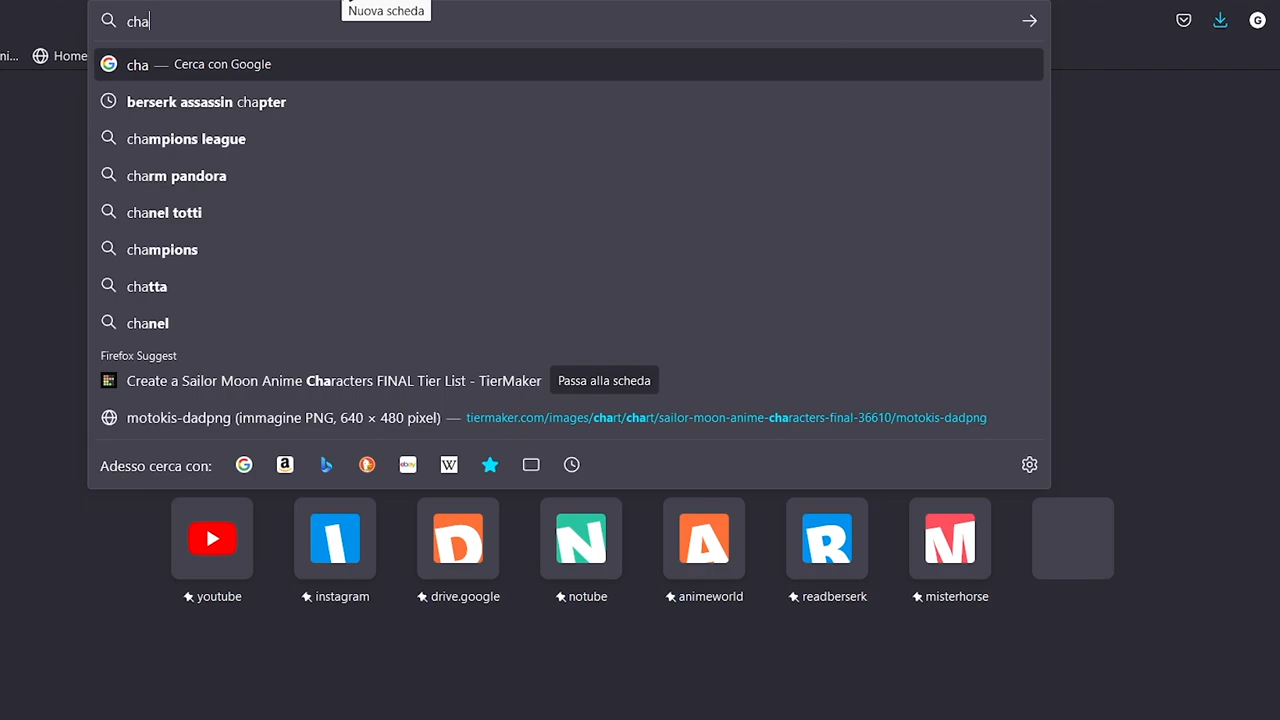 Nuova scheda
cha
ni...
Home
cha — Cerca con Google
berserk assassin chapter
champions league
charm pandora
chanel totti
champions
chatta
chanel
Firefox Suggest
Create a Sailor Moon Anime Characters FINAL Tier List - TierMaker Passa alla scheda
motokis-dadpng (immagine PNG, 640 × 480 pixel) — tiermaker.com/images/chart/chart/sailor-moon-anime-characters-final-36610/motokis-dadpng
Adesso cerca con: G a b ebay W
G
I D N A R M
youtube instagram drive.google notube animeworld readberserk misterhorse